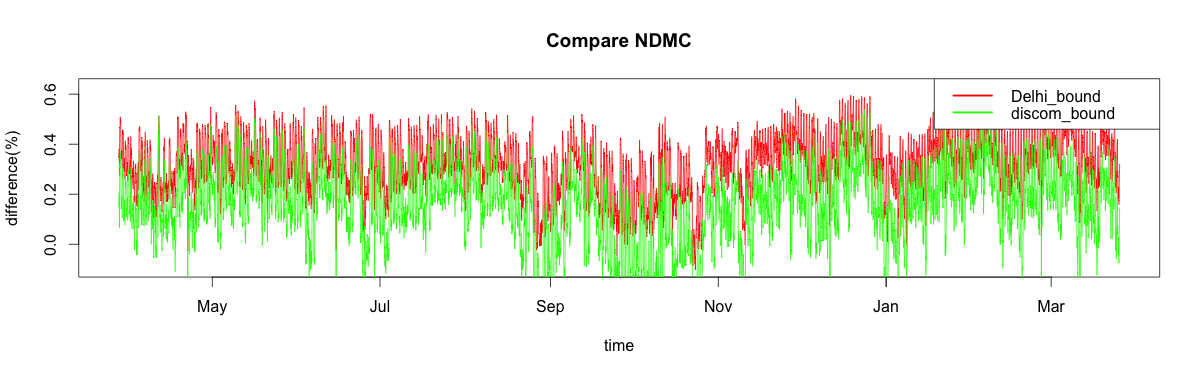 Compare NDMC
Delhi_bound
discom_bound
difference(%)
0.6
0.4
0.2
0.0
May
Jul
Sep
Nov
Jan
Mar
time